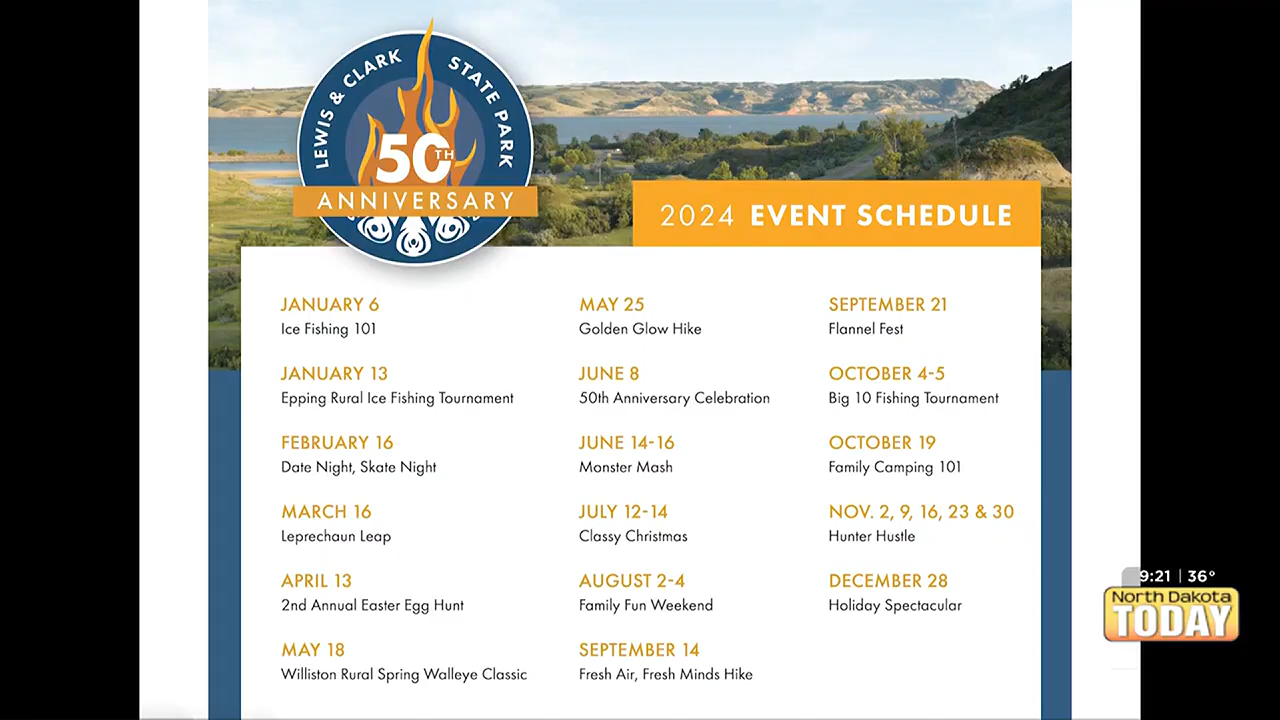 LEWIS & CLARK STATE PARK
50TH
ANNIVERSARY
2024 EVENT SCHEDULE
JANUARY 6
Ice Fishing 101
JANUARY 13
Epping Rural Ice Fishing Tournament
FEBRUARY 16
Date Night, Skate Night
MARCH 16
Leprechaun Leap
APRIL 13
2nd Annual Easter Egg Hunt
MAY 18
Williston Rural Spring Walleye Classic
MAY 25
Golden Glow Hike
JUNE 8
50th Anniversary Celebration
JUNE 14-16
Monster Mash
JULY 12-14
Classy Christmas
AUGUST 2-4
Family Fun Weekend
SEPTEMBER 14
Fresh Air, Fresh Minds Hike
SEPTEMBER 21
Flannel Fest
OCTOBER 4-5
Big 10 Fishing Tournament
OCTOBER 19
Family Camping 101
NOV. 2, 9, 16, 23 & 30
Hunter Hustle
DECEMBER 28
Holiday Spectacular
9:21 | 36°
North Dakota
TODAY